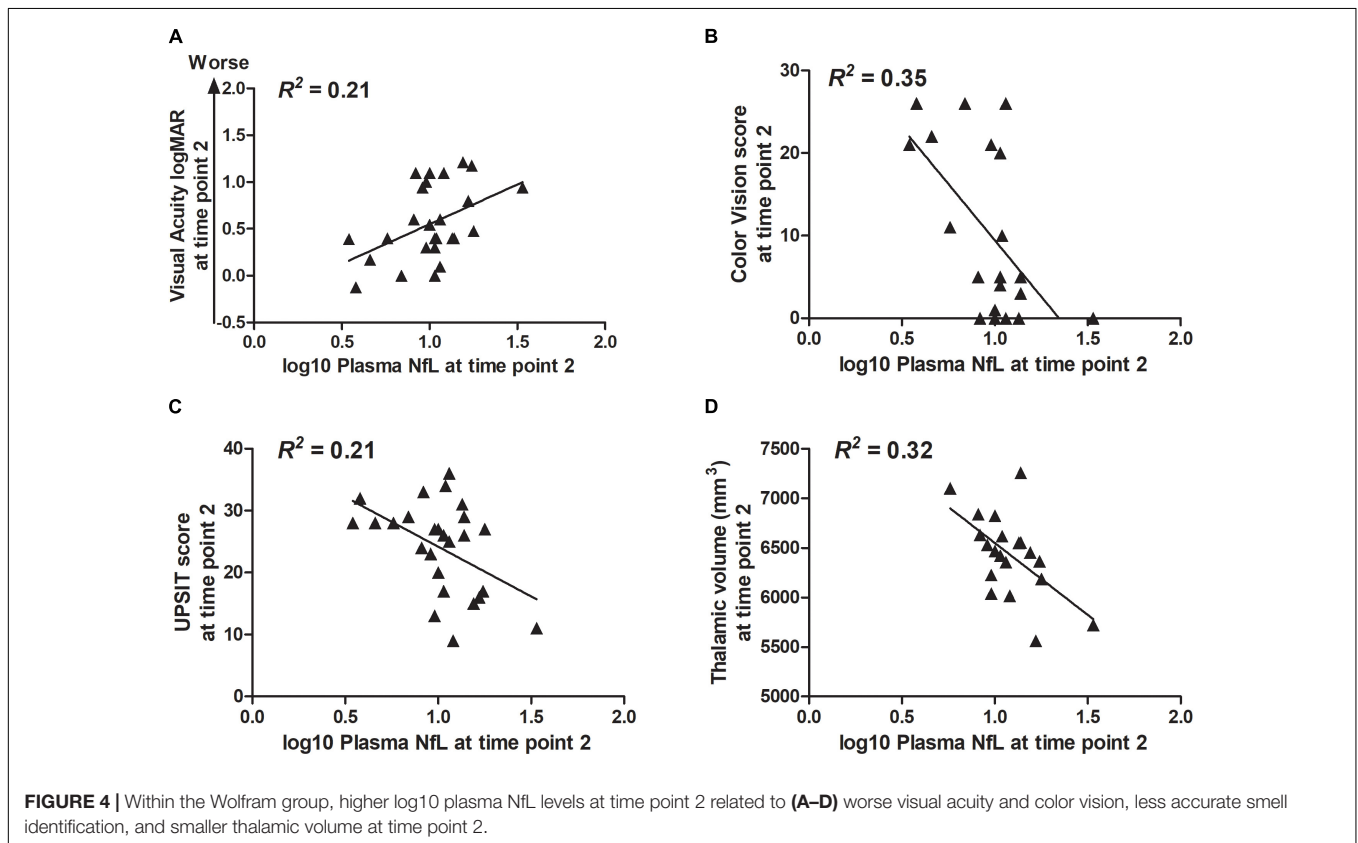 A
Worse
R² = 0.21
Visual Acuity logMAR
at time point 2
2.0
1.5
1.0
0.5
0.0
-0.5
0.0 0.5 1.0 1.5 2.0
log10 Plasma NfL at time point 2
B
R² = 0.35
Color Vision score
at time point 2
30
20
10
0
0.0 0.5 1.0 1.5 2.0
log10 Plasma NfL at time point 2
C
R² = 0.21
UPSIT score
at time point 2
40
30
20
10
0
0.0 0.5 1.0 1.5 2.0
log10 Plasma NfL at time point 2
D
R² = 0.32
Thalamic volume (mm³)
at time point 2
7500
7000
6500
6000
5500
5000
0.0 0.5 1.0 1.5 2.0
log10 Plasma NfL at time point 2
FIGURE 4 | Within the Wolfram group, higher log10 plasma NfL levels at time point 2 related to (A–D) worse visual acuity and color vision, less accurate smell
identification, and smaller thalamic volume at time point 2.